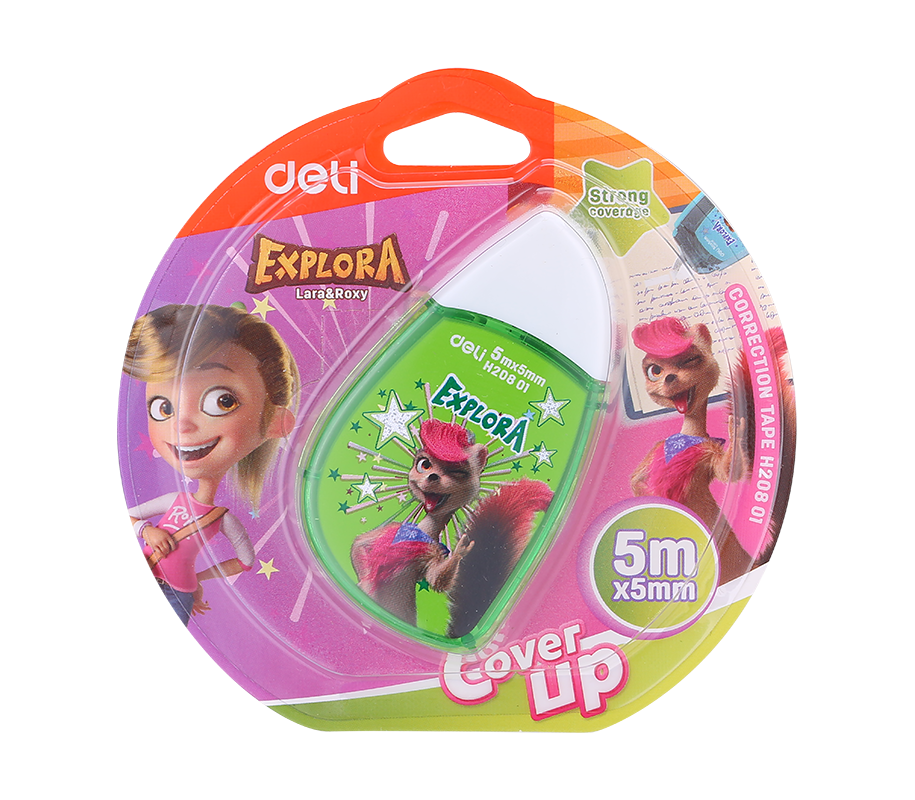 deli
EXPLORA
Lara&Roxy
Strong
coverage
CORRECTION TAPE H208 01
deli 5mx5mm
H208 01
EXPLORA
5m
x5mm
Cover
up